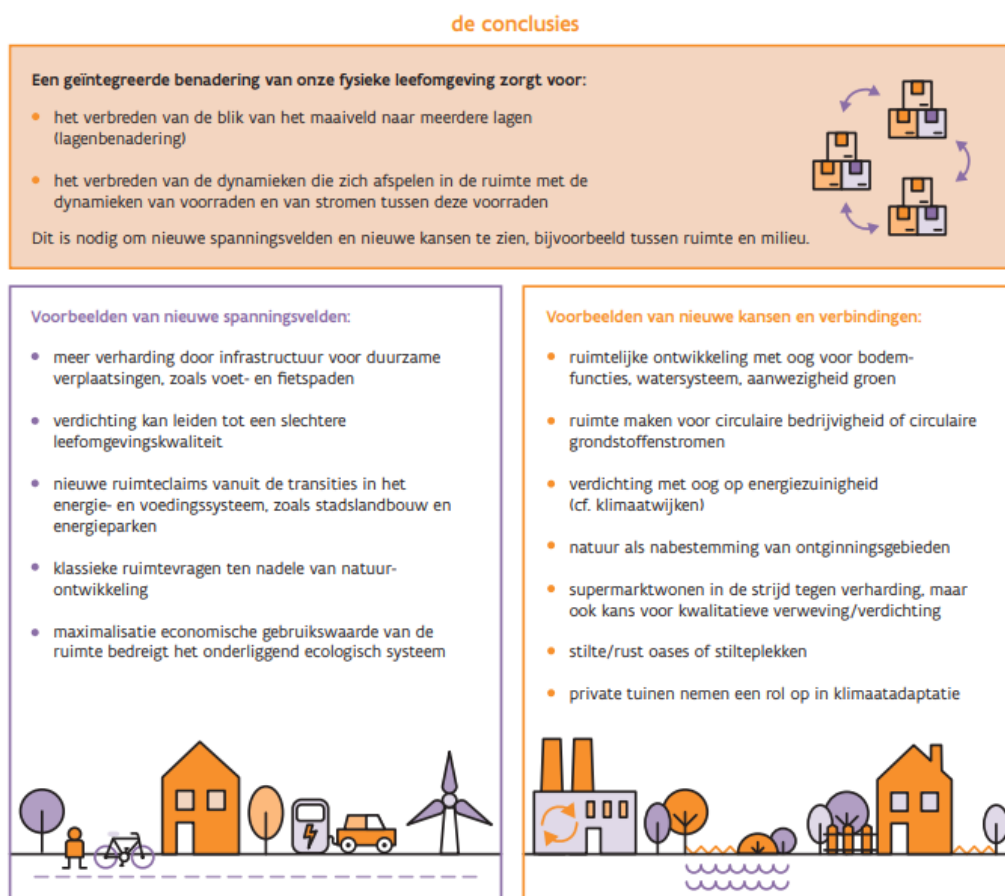 de conclusies
Een geïntegreerde benadering van onze fysieke leefomgeving zorgt voor:
• het verbreden van de blik van het maaiveld naar meerdere lagen
(lagenbenadering)
• het verbreden van de dynamieken die zich afspelen in de ruimte met de
dynamieken van voorraden en van stromen tussen deze voorraden
Dit is nodig om nieuwe spanningsvelden en nieuwe kansen te zien, bijvoorbeeld tussen ruimte en milieu.
Voorbeelden van nieuwe spanningsvelden:
• meer verharding door infrastructuur voor duurzame
verplaatsingen, zoals voet- en fietspaden
• verdichting kan leiden tot een slechtere
leefomgevingskwaliteit
• nieuwe ruimteclaims vanuit de transities in het
energie- en voedingssysteem, zoals stadslandbouw en
energieparken
• klassieke ruimtevragen ten nadele van natuur-
ontwikkeling
• maximalisatie economische gebruikswaarde van de
ruimte bedreigt het onderliggend ecologisch systeem
Voorbeelden van nieuwe kansen en verbindingen:
• ruimtelijke ontwikkeling met oog voor bodem-
functies, watersysteem, aanwezigheid groen
• ruimte maken voor circulaire bedrijvigheid of circulaire
grondstoffenstromen
• verdichting met oog op energiezuinigheid
(cf. klimaatwijken)
• natuur als nabestemming van ontginningsgebieden
• supermarktwonen in de strijd tegen verharding, maar
ook kans voor kwalitatieve verweving/verdichting
• stilte/rust oases of stilteplekken
• private tuinen nemen een rol op in klimaatadaptatie